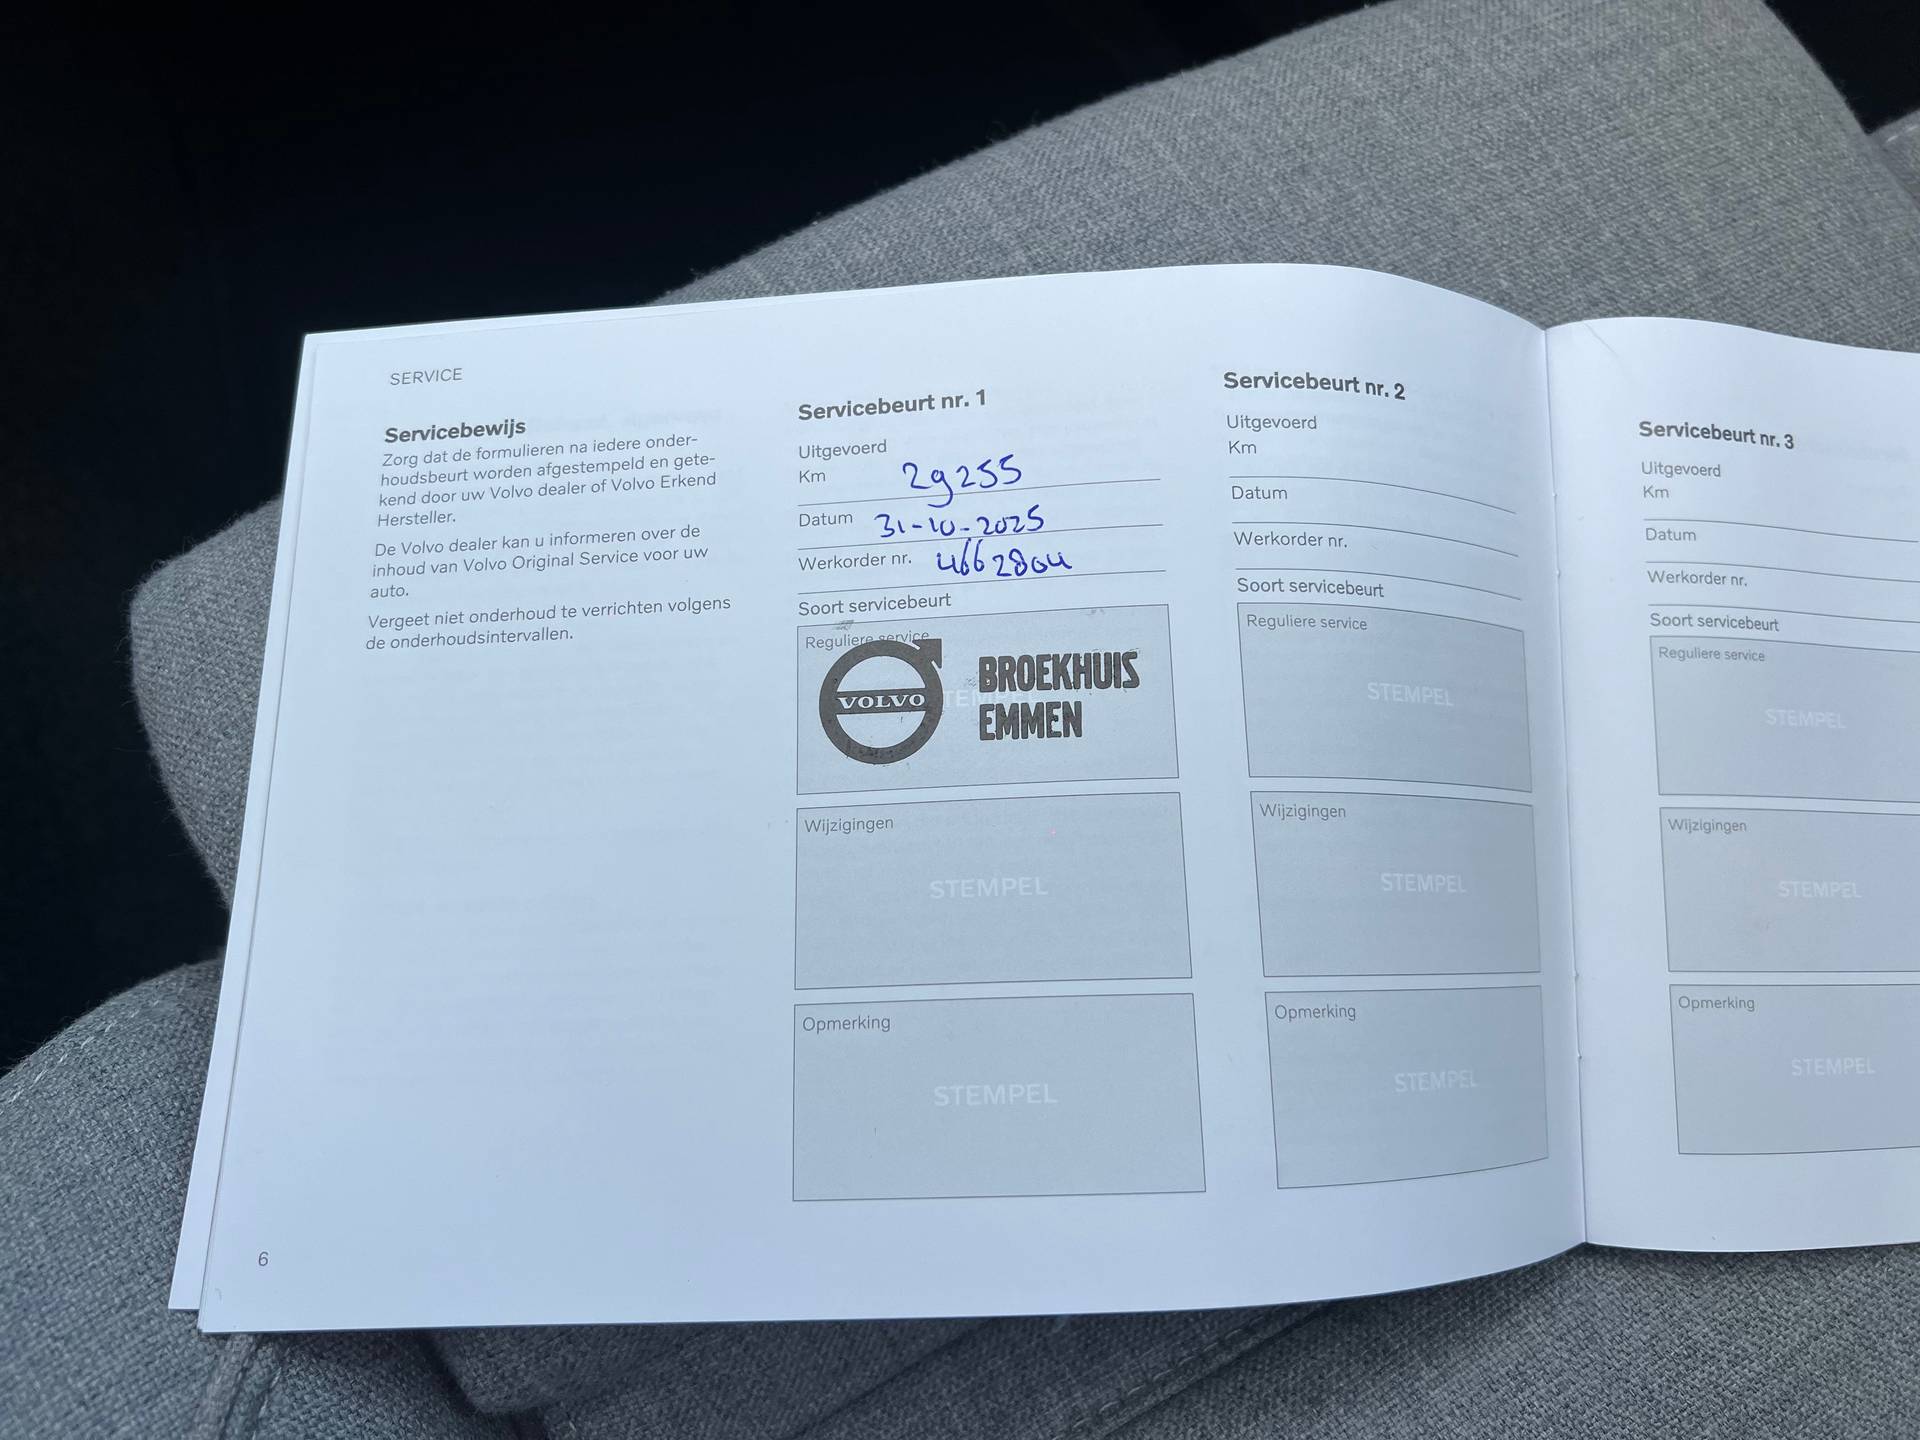 SERVICE
Servicebewijs
Zorg dat de formulieren na iedere onder-
houdsbeurt worden afgestempeld en gete-
kend door uw Volvo dealer of Volvo Erkend
Hersteller.
De Volvo dealer kan u informeren over de
inhoud van Volvo Original Service voor uw
auto.
Vergeet niet onderhoud te verrichten volgens
de onderhoudsintervallen.
6
Servicebeurt nr. 1
Uitgevoerd
Km 29255
Datum 31-10-2025
Werkorder nr. 4662804
Soort servicebeurt
Reguliere service
STEMPEL
VOLVO
BROEKHUIS
EMMEN
Wijzigingen
STEMPEL
Opmerking
STEMPEL
Servicebeurt nr. 2
Uitgevoerd
Km
Datum
Werkorder nr.
Soort servicebeurt
Reguliere service
STEMPEL
Wijzigingen
STEMPEL
Opmerking
STEMPEL
Servicebeurt nr. 3
Uitgevoerd
Km
Datum
Werkorder nr.
Soort servicebeurt
Reguliere service
STEMPEL
Wijzigingen
STEMPEL
Opmerking
STEMPEL